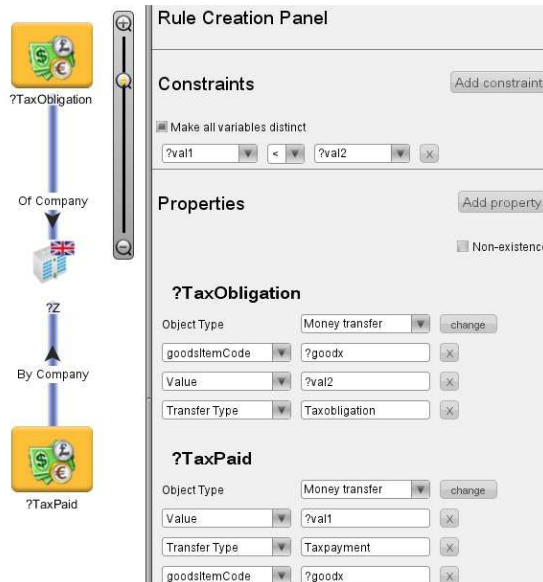 ?TaxObligation
Of Company
?Z
By Company
?TaxPaid
Rule Creation Panel
Constraints
Add constraint
Make all variables distinct
?val1 < ?val2 X
Properties
Add property
Non-existence
?TaxObligation
Object Type Money transfer change
goodsItemCode ?goodx X
Value ?val2 X
Transfer Type Taxobligation X
?TaxPaid
Object Type Money transfer change
Value ?val1 X
Transfer Type Taxpayment X
goodsItemCode ?goodx X